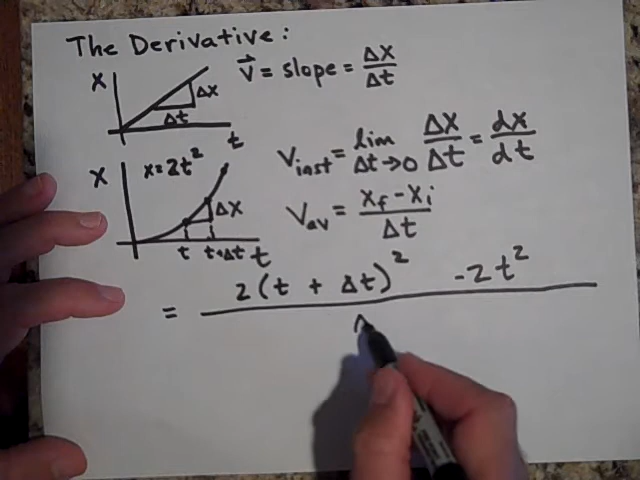 The Derivative:
X Δx Δt t
V⃗ = slope = Δx/Δt
X x=2t² Δx t t+Δt t
V_inst = lim Δt→0 Δx/Δt = dx/dt
V_av = (x_f - x_i)/Δt
= 2(t + Δt)² - 2t²